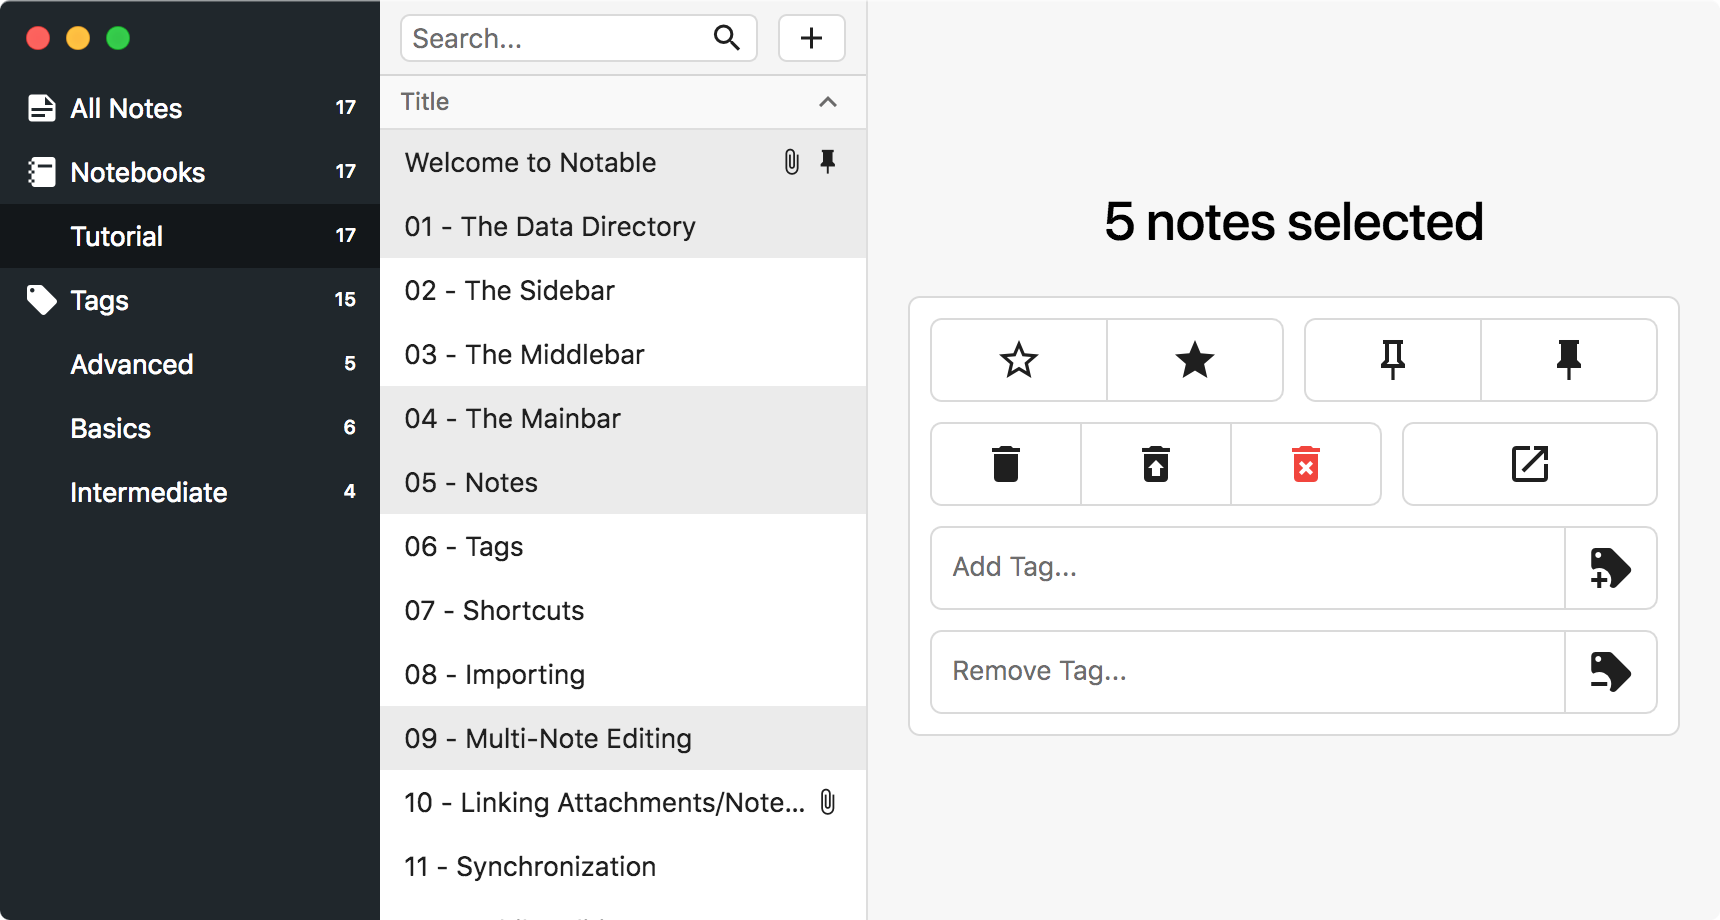 All Notes 17
Notebooks 17
Tutorial 17
Tags 15
Advanced 5
Basics 6
Intermediate 4
Search...
Title
Welcome to Notable
01 - The Data Directory
02 - The Sidebar
03 - The Middlebar
04 - The Mainbar
05 - Notes
06 - Tags
07 - Shortcuts
08 - Importing
09 - Multi-Note Editing
10 - Linking Attachments/Note...
11 - Synchronization
5 notes selected
Add Tag...
Remove Tag...